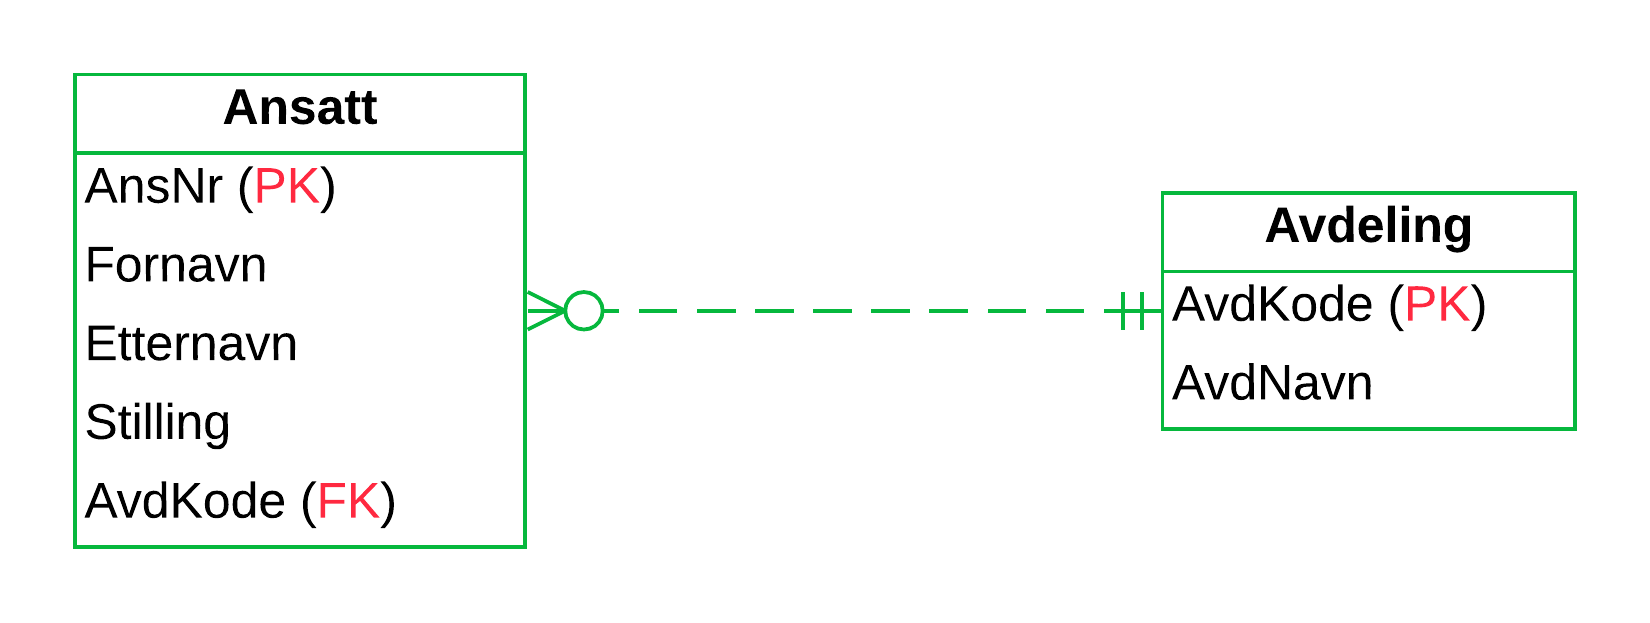 Ansatt
AnsNr (PK)
Fornavn
Etternavn
Stilling
AvdKode (FK)
Avdeling
AvdKode (PK)
AvdNavn